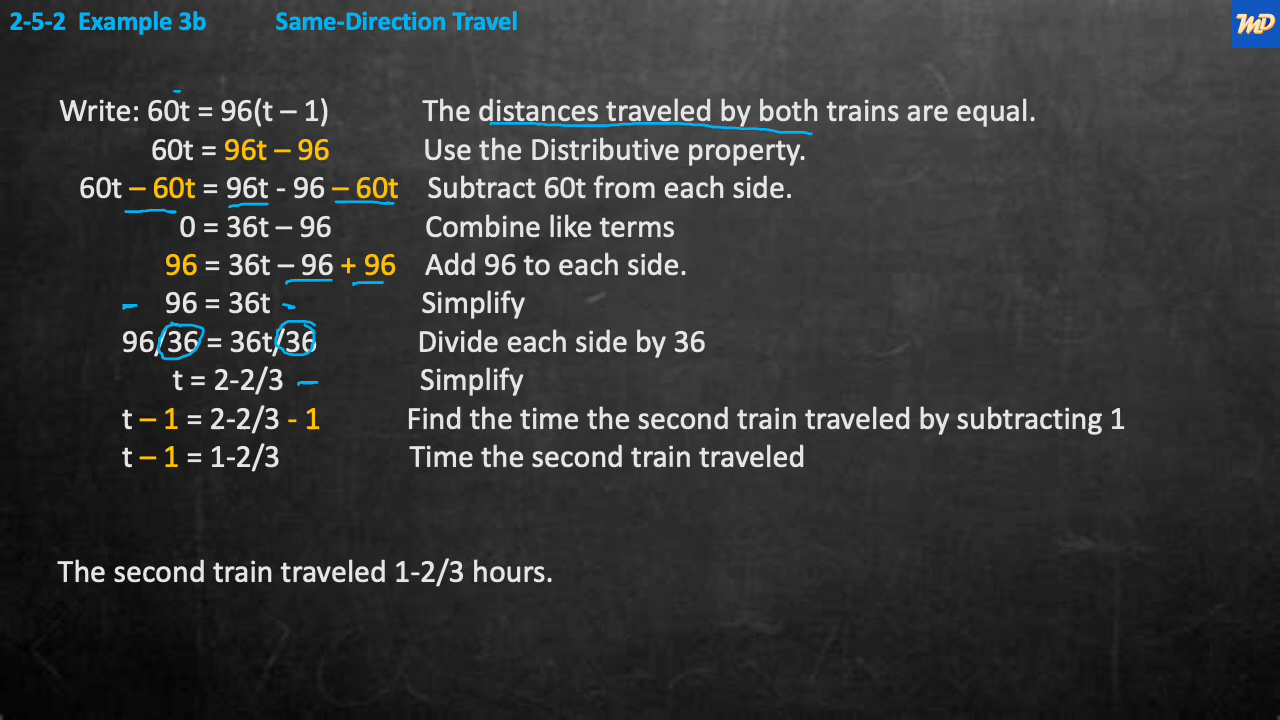 2-5-2 Example 3b Same-Direction Travel
MD
Write: 60t = 96(t – 1) The distances traveled by both trains are equal.
60t = 96t – 96 Use the Distributive property.
60t – 60t = 96t - 96 – 60t Subtract 60t from each side.
0 = 36t – 96 Combine like terms
96 = 36t – 96 + 96 Add 96 to each side.
96 = 36t Simplify
96/36 = 36t/36 Divide each side by 36
t = 2-2/3 Simplify
t – 1 = 2-2/3 - 1 Find the time the second train traveled by subtracting 1
t – 1 = 1-2/3 Time the second train traveled
The second train traveled 1-2/3 hours.